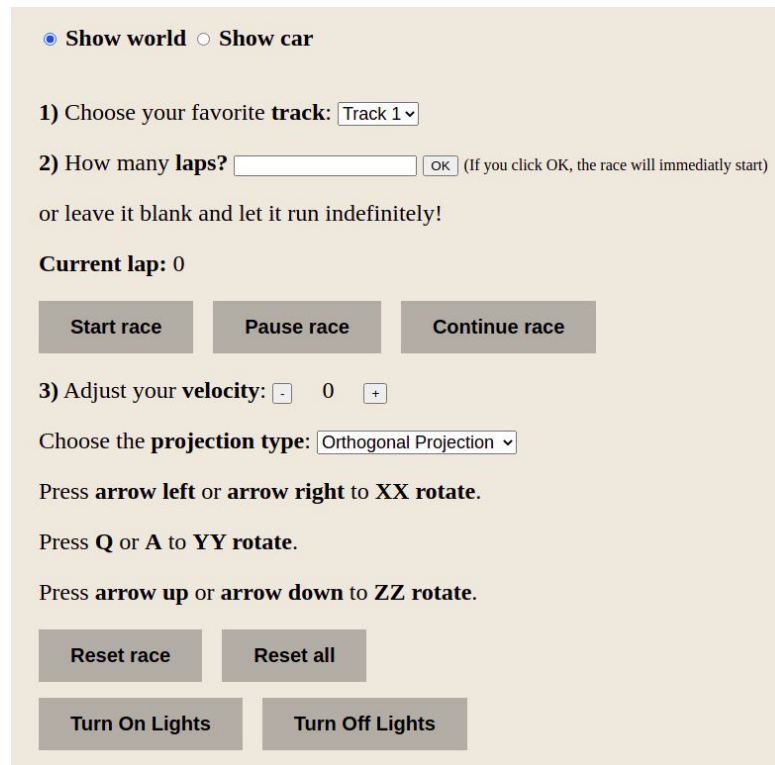 Show world Show car
1) Choose your favorite track: Track 1
2) How many laps? OK (If you click OK, the race will immediatly start)
or leave it blank and let it run indefinitely!
Current lap: 0
Start race Pause race Continue race
3) Adjust your velocity: - 0 +
Choose the projection type: Orthogonal Projection
Press arrow left or arrow right to XX rotate.
Press Q or A to YY rotate.
Press arrow up or arrow down to ZZ rotate.
Reset race Reset all
Turn On Lights Turn Off Lights